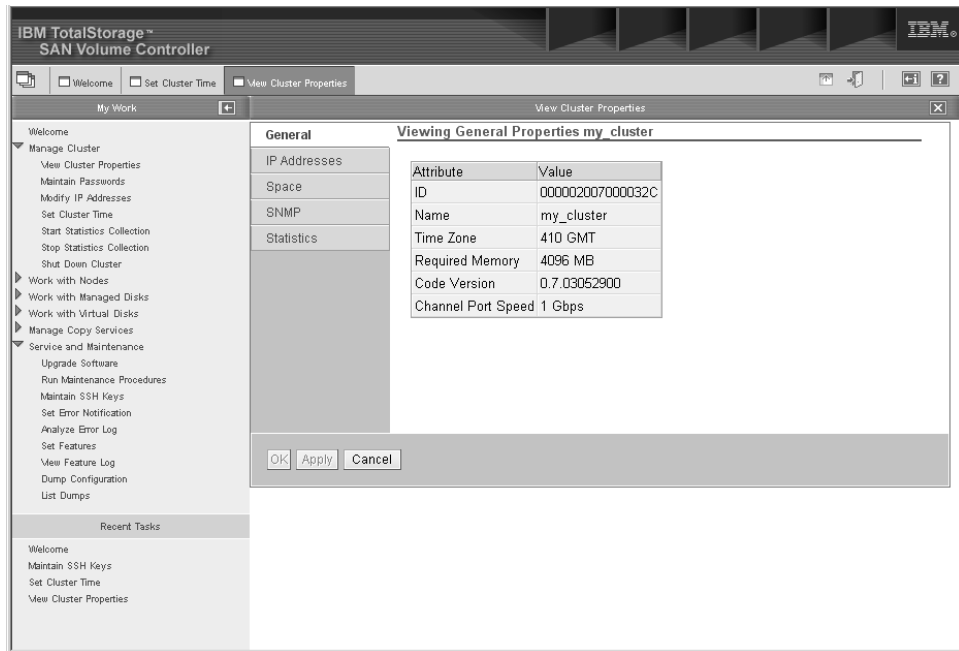 IBM TotalStorage™
SAN Volume Controller
IBM®
Welcome
Set Cluster Time
View Cluster Properties
?
My Work
View Cluster Properties
Welcome
Manage Cluster
View Cluster Properties
Maintain Passwords
Modify IP Addresses
Set Cluster Time
Start Statistics Collection
Stop Statistics Collection
Shut Down Cluster
Work with Nodes
Work with Managed Disks
Work with Virtual Disks
Manage Copy Services
Service and Maintenance
Upgrade Software
Run Maintenance Procedures
Maintain SSH Keys
Set Error Notification
Analyze Error Log
Set Features
View Feature Log
Dump Configuration
List Dumps
Recent Tasks
Welcome
Maintain SSH Keys
Set Cluster Time
View Cluster Properties
General
IP Addresses
Space
SNMP
Statistics
Viewing General Properties my_cluster
Attribute Value
ID 000002007000032C
Name my_cluster
Time Zone 410 GMT
Required Memory 4096 MB
Code Version 0.7.03052900
Channel Port Speed 1 Gbps
OK Apply Cancel